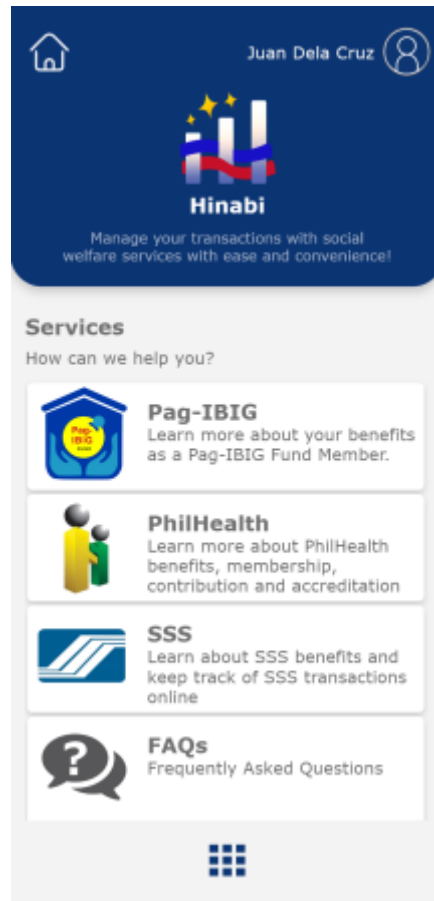 Juan Dela Cruz
Hinabi
Manage your transactions with social
welfare services with ease and convenience!
Services
How can we help you?
Pag-IBIG
Pag-IBIG
Learn more about your benefits
as a Pag-IBIG Fund Member.
PhilHealth
Learn more about PhilHealth
benefits, membership,
contribution and accreditation
SSS
Learn about SSS benefits and
keep track of SSS transactions
online
FAQs
Frequently Asked Questions